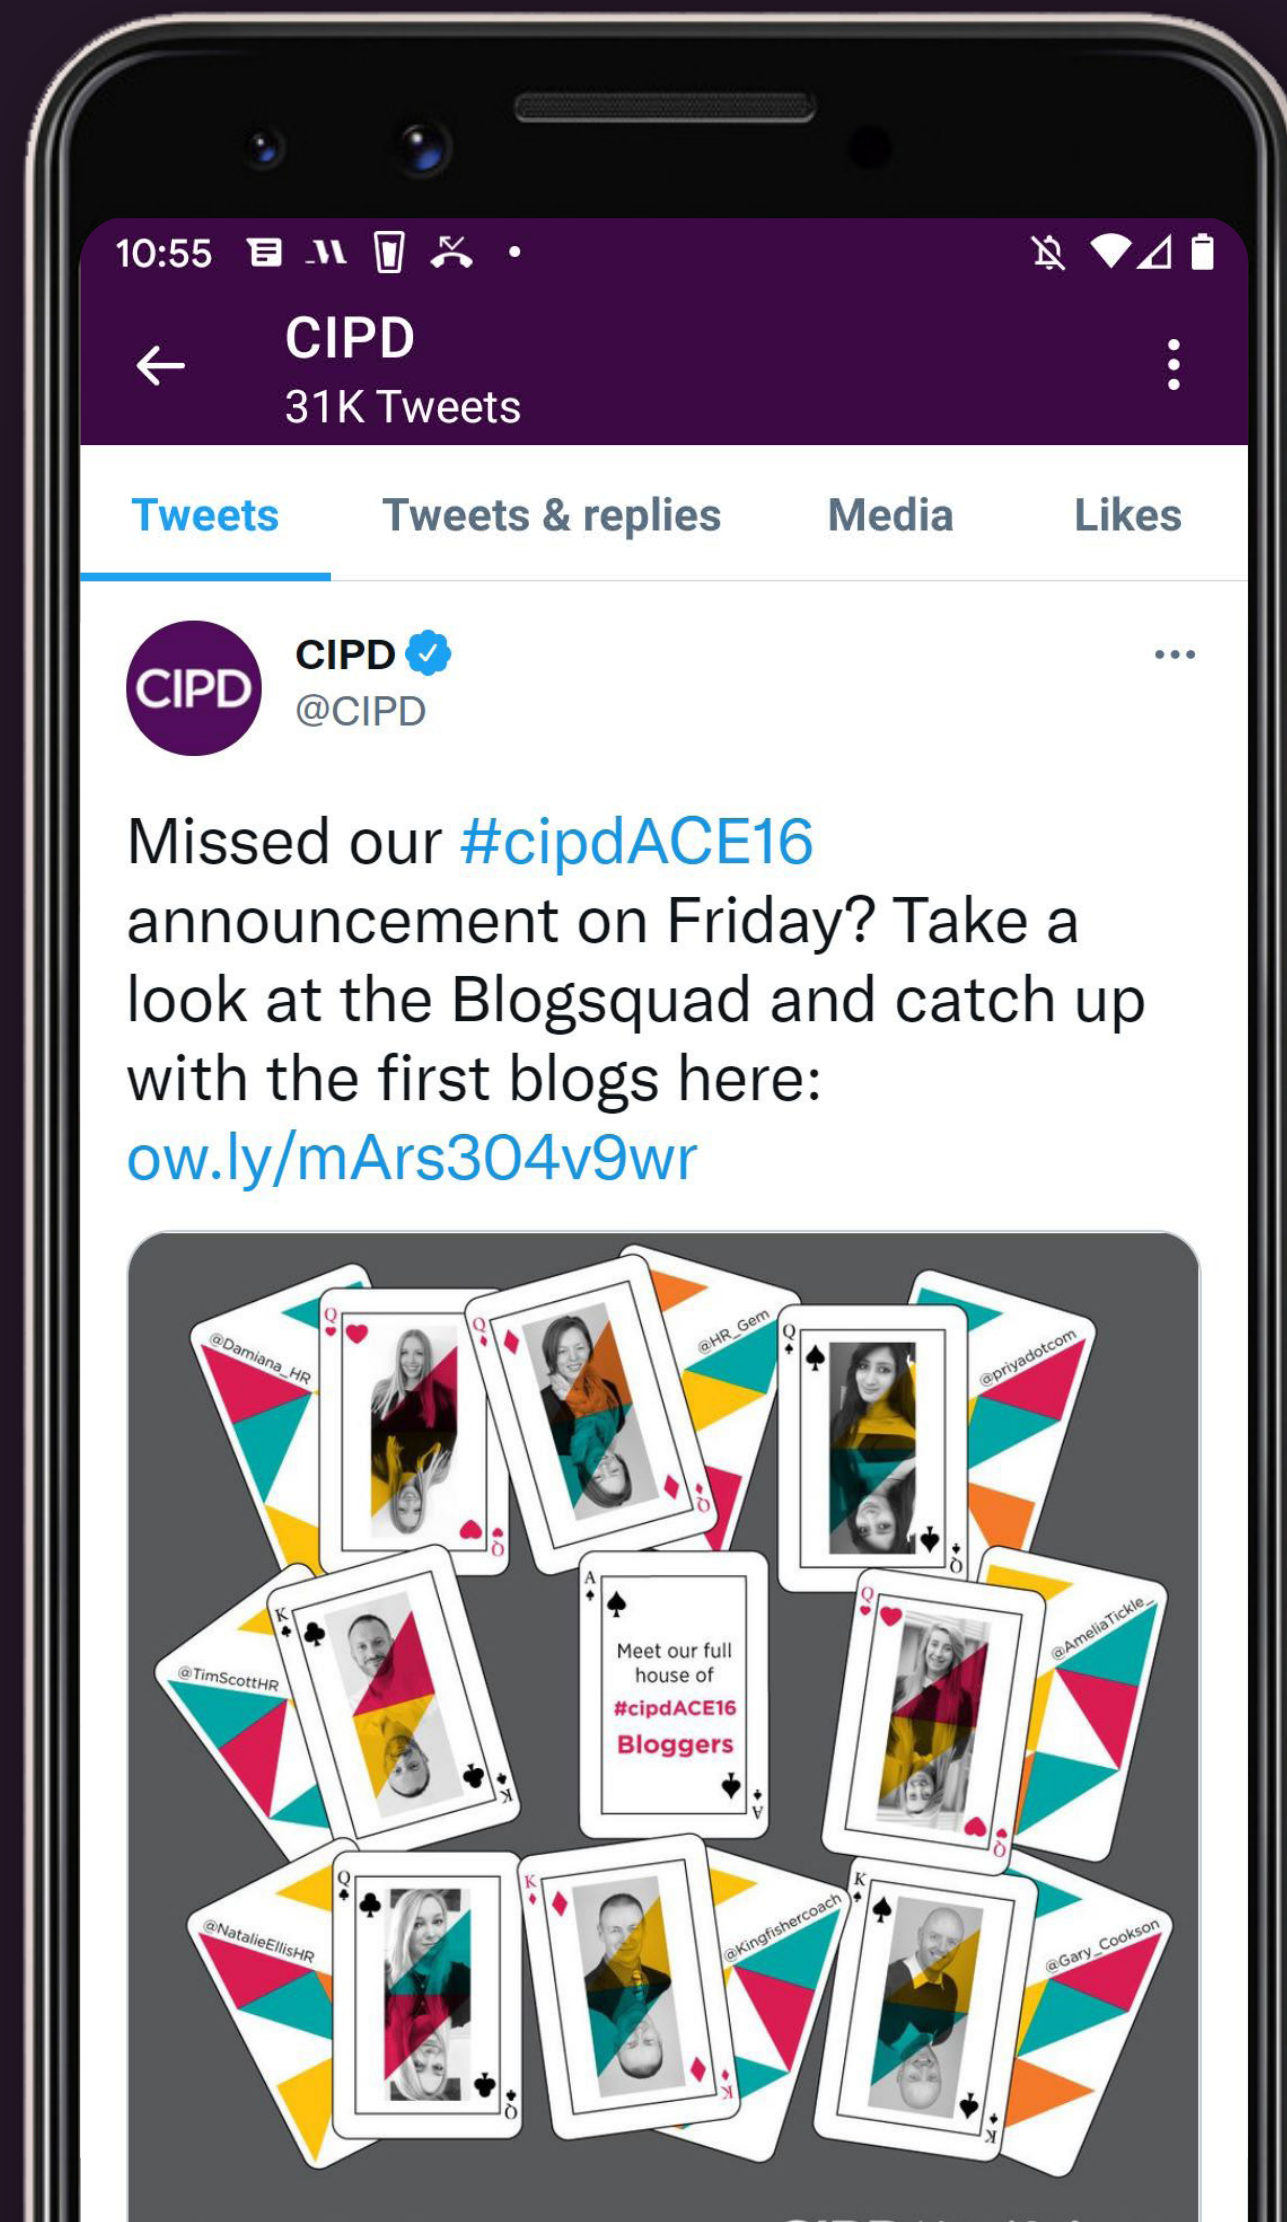 10:55
CIPD
31K Tweets
Tweets
Tweets & replies
Media
Likes
CIPD
CIPD
@CIPD
Missed our #cipdACE16
announcement on Friday? Take a
look at the Blogsquad and catch up
with the first blogs here:
ow.ly/mArs304v9wr
@Damiana_HR
Q
Q
Q
@HR_Gem
Q
Q
@priyadotcom
Q
@TimScottHR
K
K
A
Meet our full
house of
#cipdACE16
Bloggers
A
Q
@AmeliaTickle_
Q
@NatalieEllisHR
Q
Q
K
@Kingfishercoach
K
K
@Gary_Cookson
K